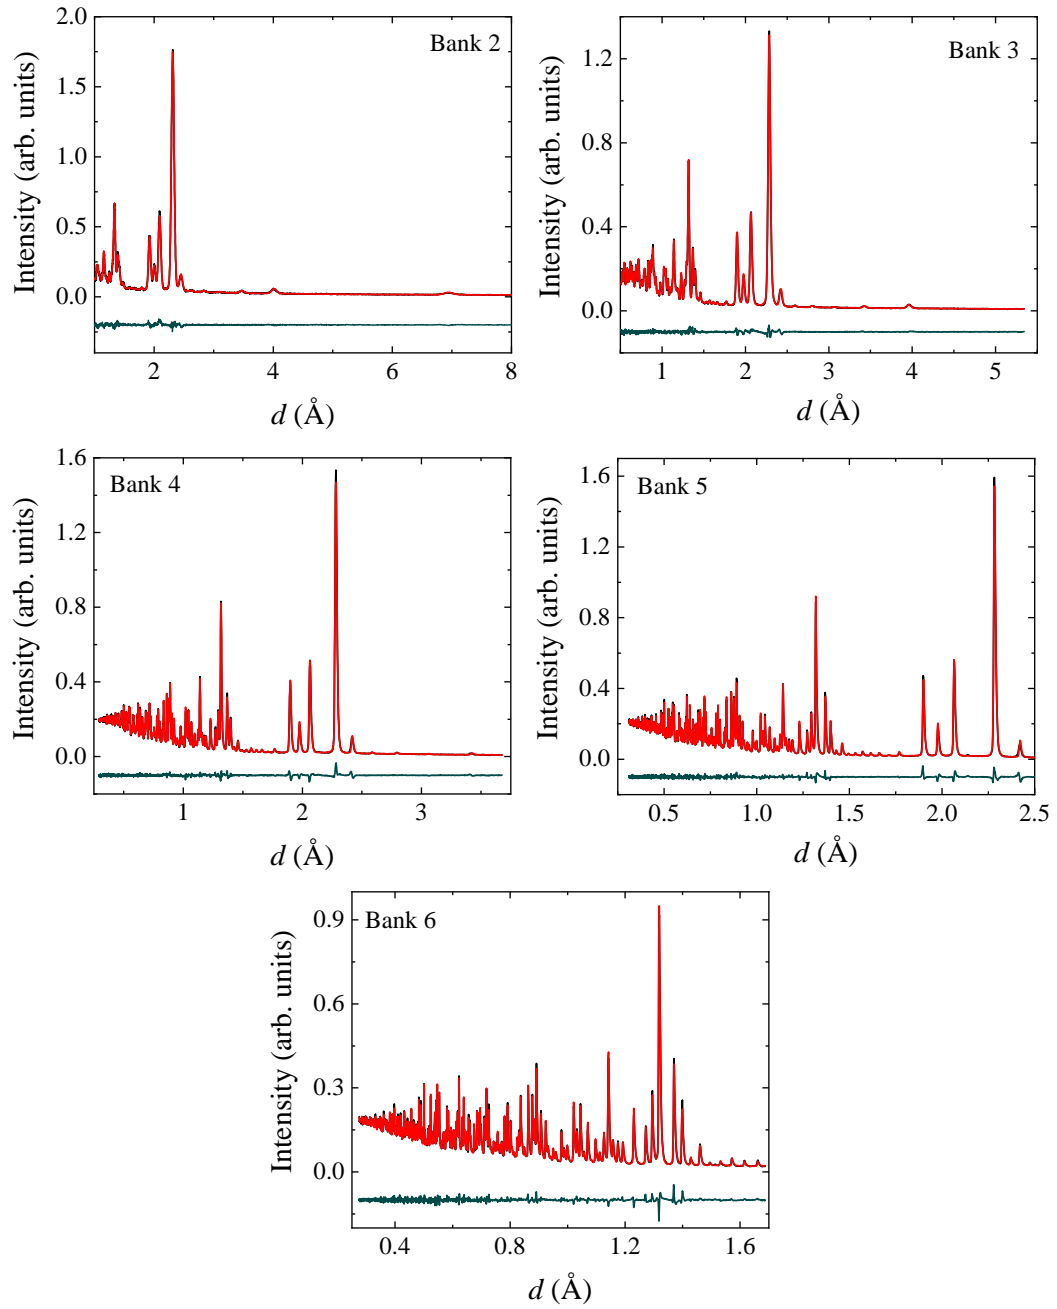 2.0
1.5
1.0
0.5
0.0
Intensity (arb. units)
Bank 2
2 4 6 8
d (Å)
1.2
0.8
0.4
0.0
Intensity (arb. units)
Bank 3
1 2 3 4 5
d (Å)
1.6
1.2
0.8
0.4
0.0
Intensity (arb. units)
Bank 4
1 2 3
d (Å)
1.6
1.2
0.8
0.4
0.0
Intensity (arb. units)
Bank 5
0.5 1.0 1.5 2.0 2.5
d (Å)
0.9
0.6
0.3
0.0
Intensity (arb. units)
Bank 6
0.4 0.8 1.2 1.6
d (Å)